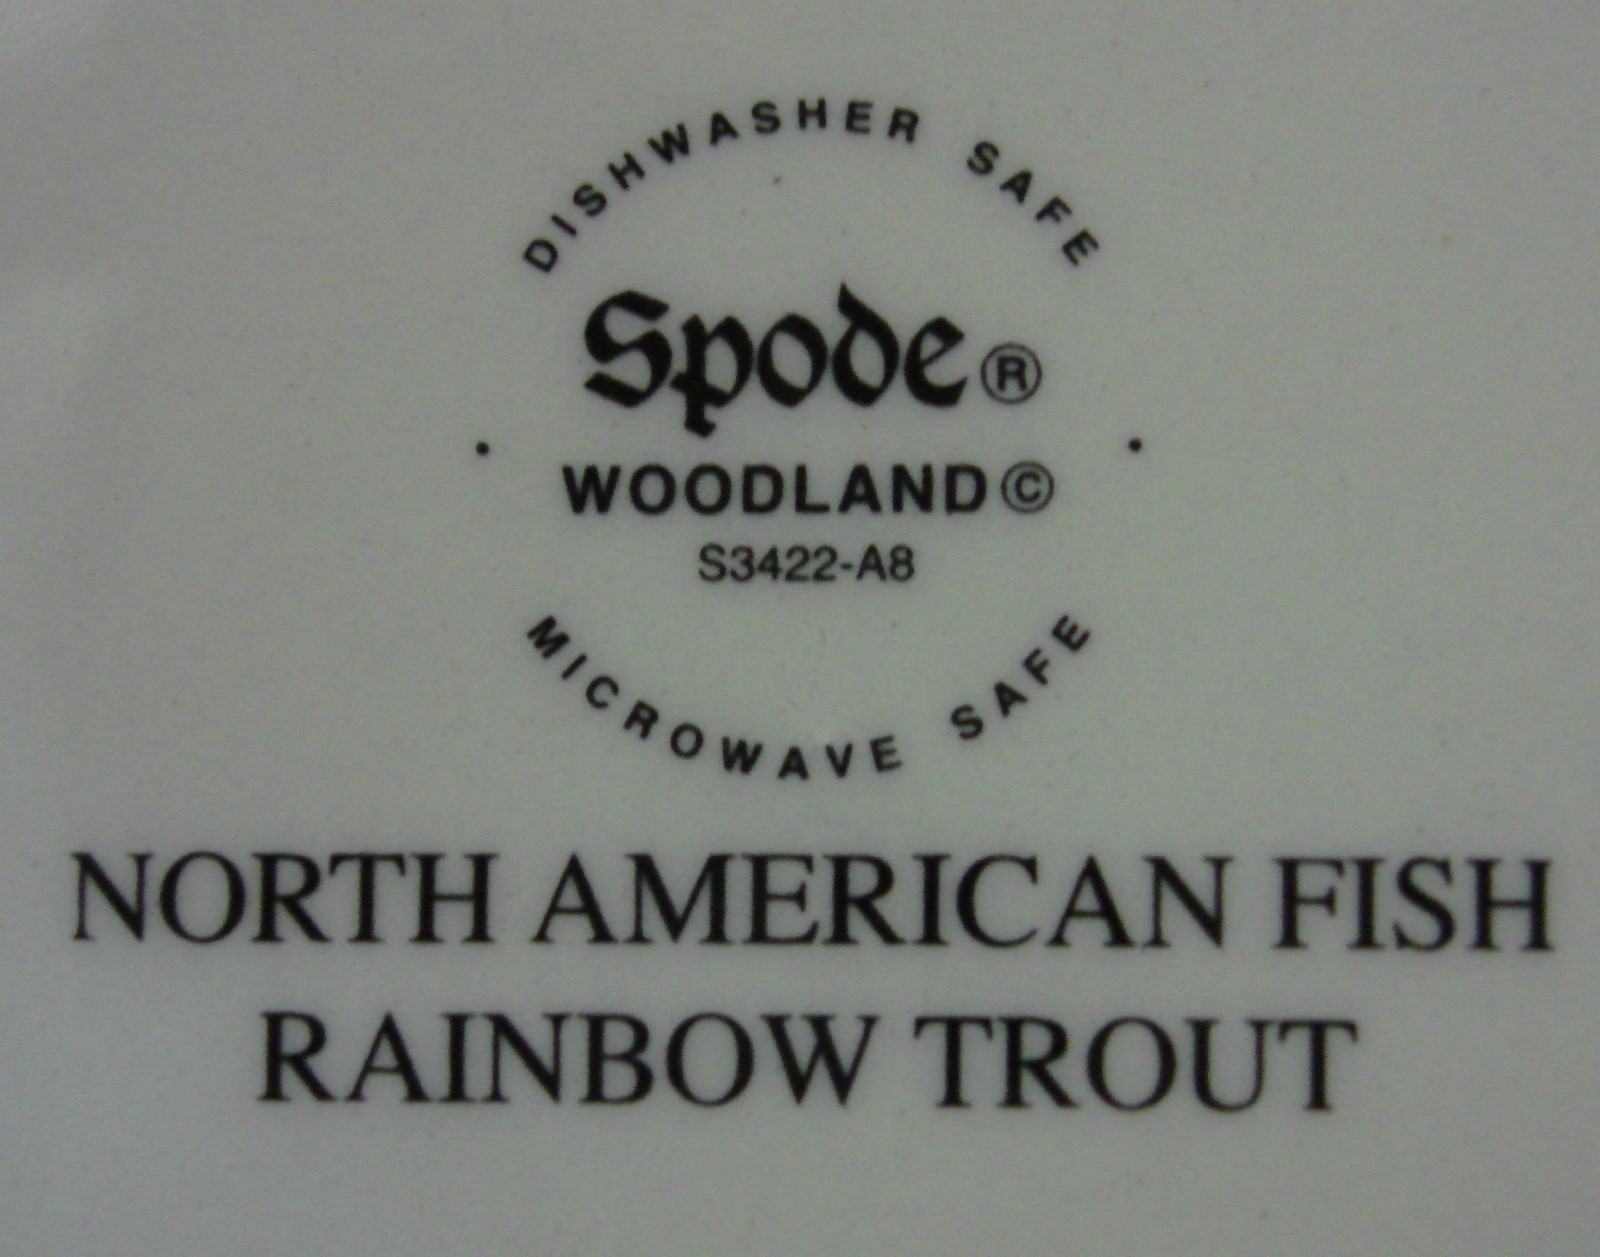 DISHWASHER SAFE
Spode®
WOODLAND©
S3422-A8
MICROWAVE SAFE
NORTH AMERICAN FISH
RAINBOW TROUT